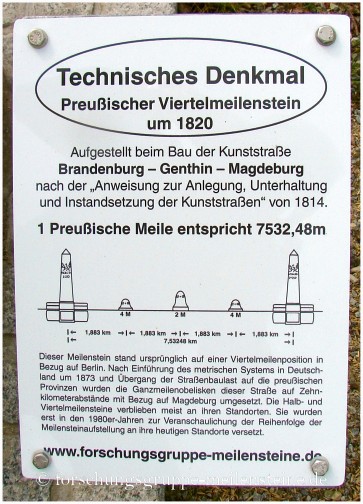 Technisches Denkmal
Preußischer Viertelmeilenstein
um 1820
Aufgestellt beim Bau der Kunststraße
Brandenburg – Genthin – Magdeburg
nach der „Anweisung zur Anlegung, Unterhaltung
und Instandsetzung der Kunststraßen“ von 1814.
1 Preußische Meile entspricht 7532,48m
4 M 2 M 4 M
1,883 km 1,883 km 1,883 km 1,883 km
7,53248 km
Dieser Meilenstein stand ursprünglich auf einer Viertelmeilenposition in
Bezug auf Berlin. Nach Einführung des metrischen Systems in Deutsch-
land um 1873 und Übergang der Straßenbaulast auf die preußischen
Provinzen wurden die Ganzmeilenobelisken dieser Straße auf Zehn-
kilometerabstände mit Bezug auf Magdeburg umgesetzt. Die Halb- und
Viertelmeilensteine verblieben meist an ihren Standorten. Sie wurden
erst in den 1980er-Jahren zur Veranschaulichung der Reihenfolge der
Meilensteinaufstellung an ihre heutigen Standorte versetzt.
www.forschungsgruppe-meilensteine.de
© forschungsgruppe-meilensteine.de